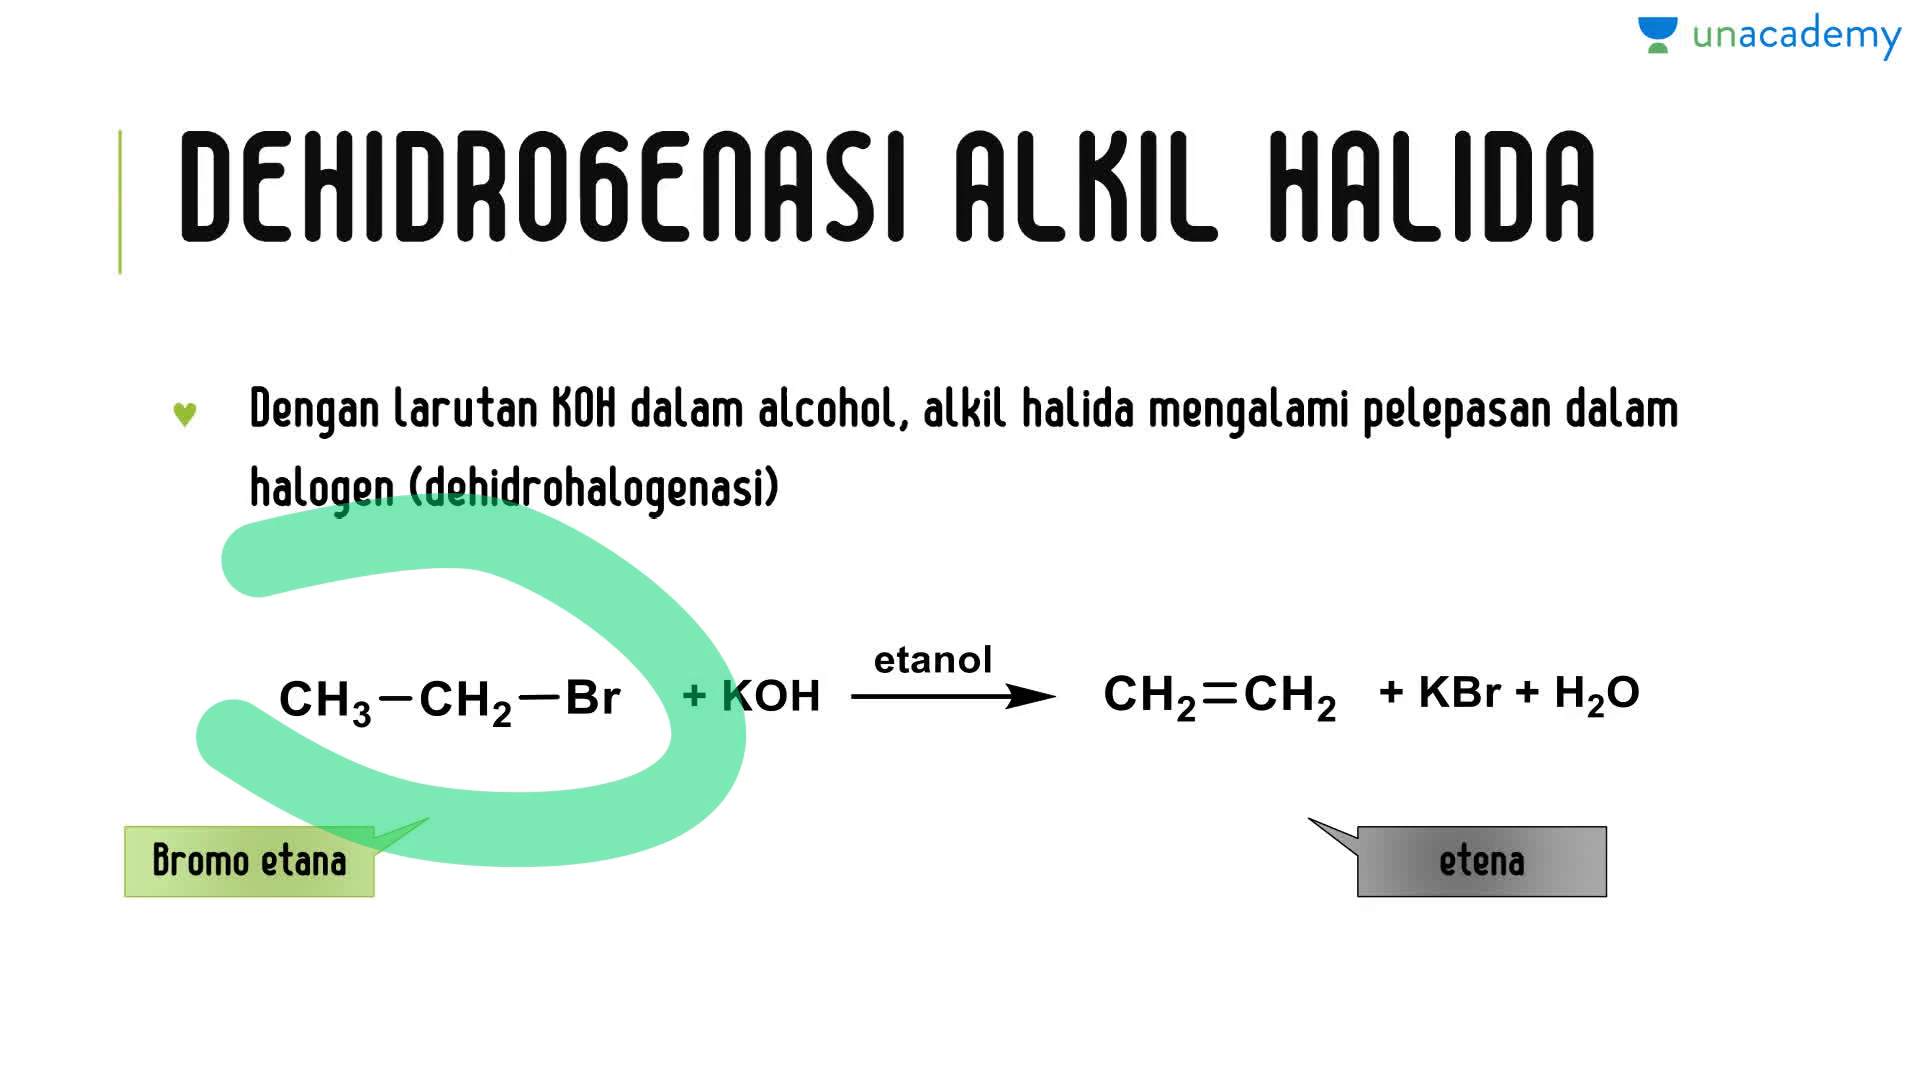 unacademy
DEHIDROGENASI ALKIL HALIDA
Dengan larutan KOH dalam alcohol, alkil halida mengalami pelepasan dalam
halogen (dehidrohalogenasi)
etanol
CH₃—CH₂—Br + KOH ⟶ CH₂=CH₂ + KBr + H₂O
Bromo etana
etena